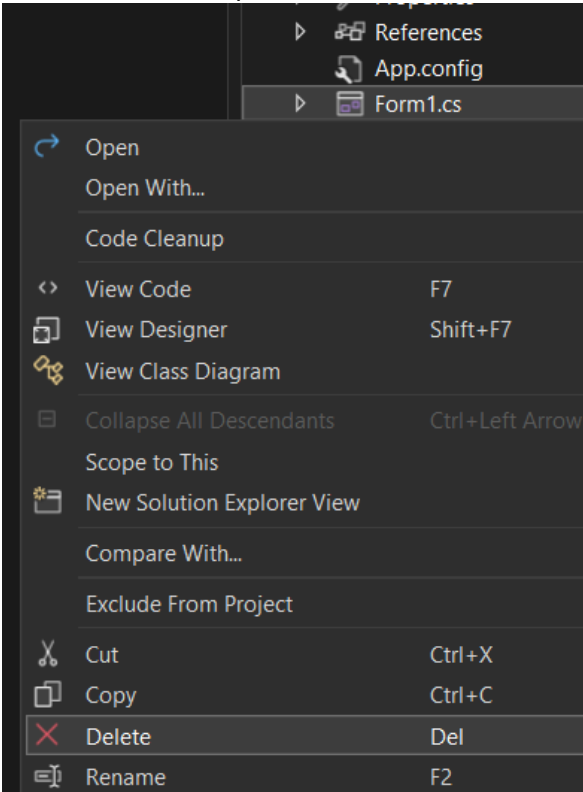 References
App.config
Form1.cs
Open
Open With...
Code Cleanup
View Code F7
View Designer Shift+F7
View Class Diagram
Collapse All Descendants Ctrl+Left Arrow
Scope to This
New Solution Explorer View
Compare With...
Exclude From Project
Cut Ctrl+X
Copy Ctrl+C
Delete Del
Rename F2